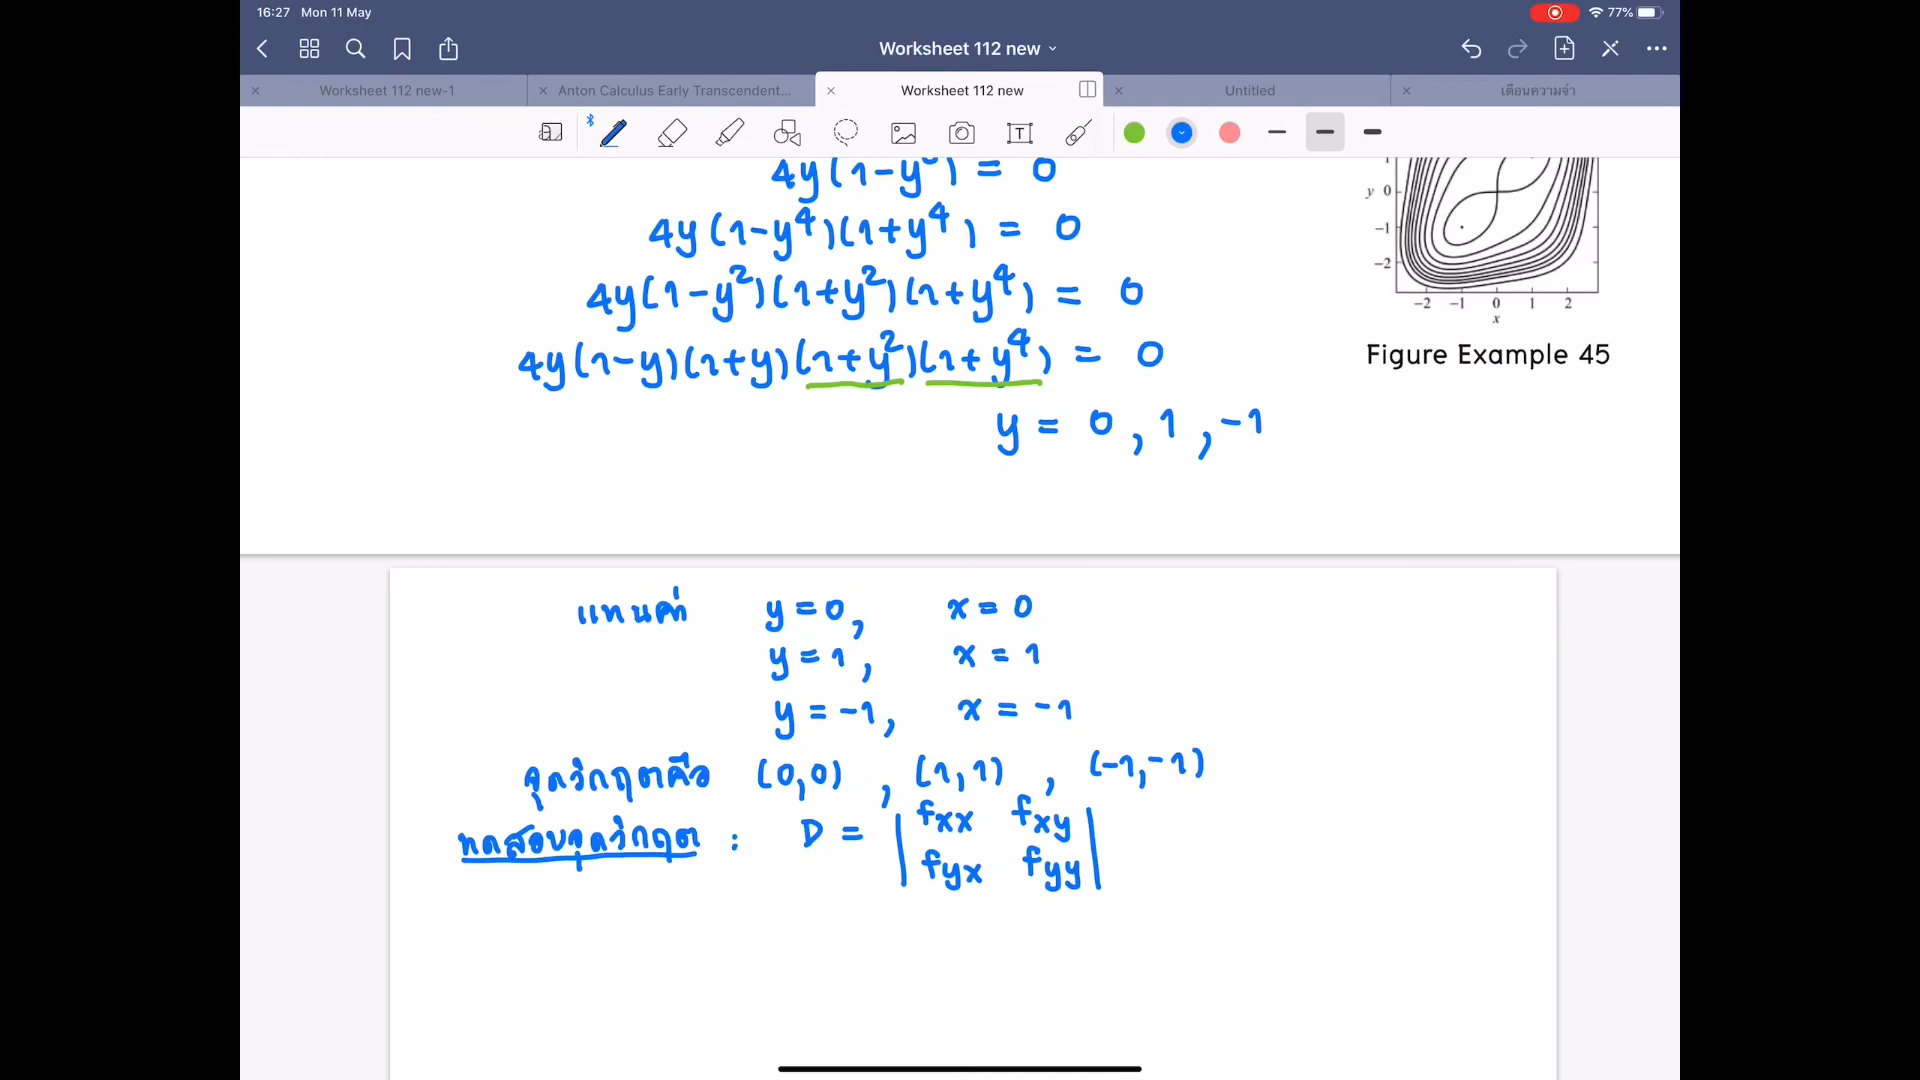 16:27 Mon 11 May
77%
Worksheet 112 new
Worksheet 112 new-1
Anton Calculus Early Transcendent...
Worksheet 112 new
Untitled
เตือนความจำ
4y(1-y⁸) = 0
4y(1-y⁴)(1+y⁴) = 0
4y(1-y²)(1+y²)(1+y⁴) = 0
4y(1-y)(1+y)(1+y²)(1+y⁴) = 0
y = 0, 1, -1
y 0
-1
-2
-2 -1 0 1 2
x
Figure Example 45
แทนค่า y=0, x=0
y=1, x=1
y=-1, x=-1
จุดวิกฤตคือ (0,0), (1,1), (-1,-1)
ทดสอบจุดวิกฤต : D = | fxx fxy |
| fyx fyy |